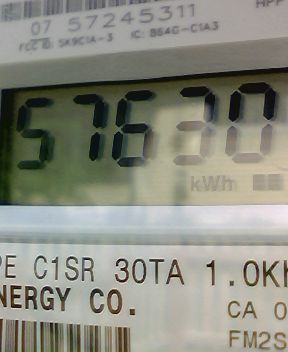 07 57245311
FCC ID: SK9C1A-3 IC: 864G-C1A3
57630
kWh
PE C1SR 30TA 1.0Kh
NERGY CO.
CA 0
FM2S